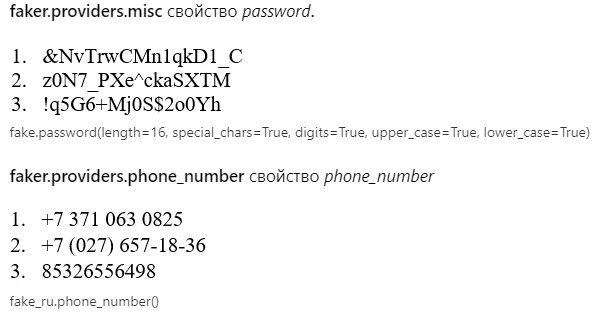 faker.providers.misc свойство password.
1. &NvTrwCMn1qkD1_C
2. z0N7_PXe^ckaSXTM
3. !q5G6+Mj0S$2o0Yh
fake.password(length=16, special_chars=True, digits=True, upper_case=True, lower_case=True)
faker.providers.phone_number свойство phone_number
1. +7 371 063 0825
2. +7 (027) 657-18-36
3. 85326556498
fake_ru.phone_number()